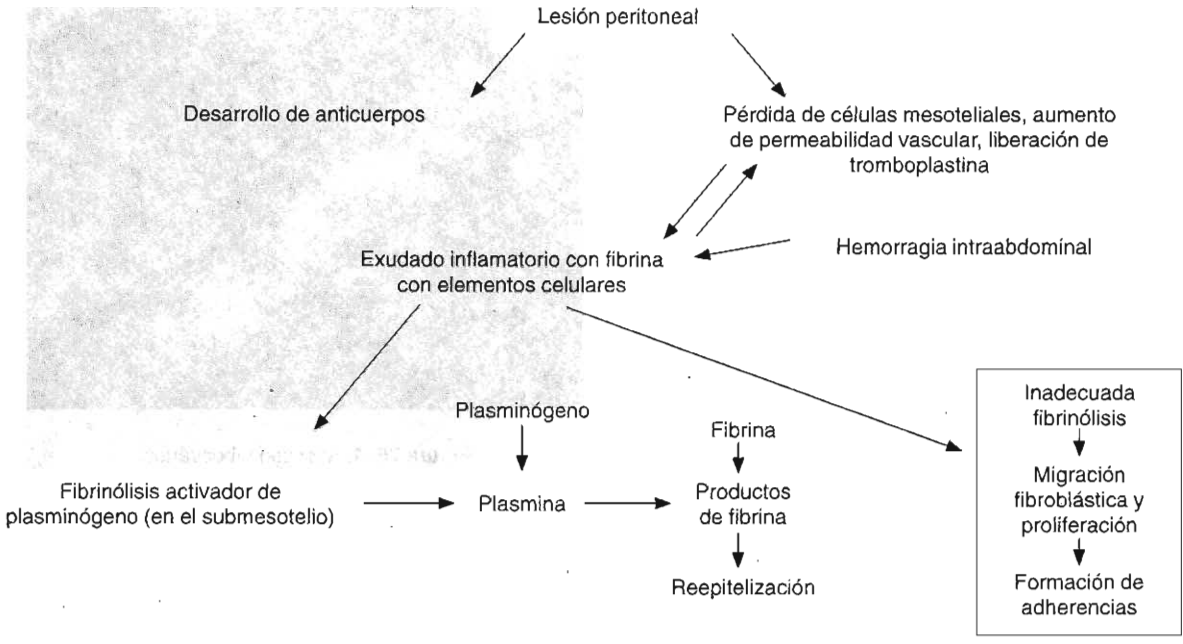 Lesión peritoneal
Desarrollo de anticuerpos
Pérdida de células mesoteliales, aumento
de permeabilidad vascular, liberación de
tromboplastina
Hemorragia intraabdominal
Exudado inflamatorio con fibrina
con elementos celulares
Plasminógeno
Fibrina
Fibrinólisis activador de
plasminógeno (en el submesotelio)
Plasmina
Productos
de fibrina
Reepitelización
Inadecuada
fibrinólisis
Migración
fibroblástica y
proliferación
Formación de
adherencias